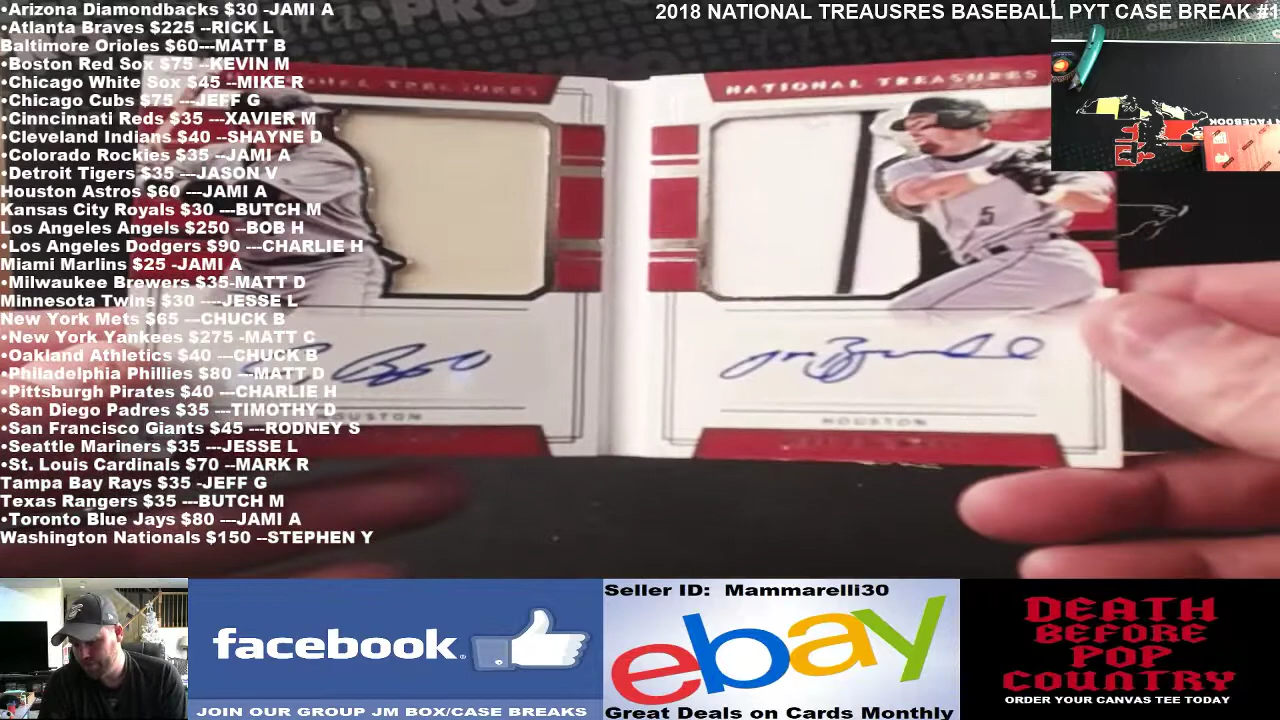 •Arizona Diamondbacks $30 -JAMI A
•Atlanta Braves $225 --RICK L
Baltimore Orioles $60---MATT B
•Boston Red Sox $75 --KEVIN M
•Chicago White Sox $45 --MIKE R
•Chicago Cubs $75 ---JEFF G
•Cinncinnati Reds $35 ---XAVIER M
•Cleveland Indians $40 --SHAYNE D
•Colorado Rockies $35 --JAMI A
•Detroit Tigers $35 ---JASON V
Houston Astros $60 ---JAMI A
Kansas City Royals $30 ---BUTCH M
Los Angeles Angels $250 --BOB H
•Los Angeles Dodgers $90 ---CHARLIE H
Miami Marlins $25 -JAMI A
•Milwaukee Brewers $35-MATT D
Minnesota Twins $30 ----JESSE L
New York Mets $65 ---CHUCK B
•New York Yankees $275 -MATT C
•Oakland Athletics $40 ---CHUCK B
•Philadelphia Phillies $80 ---MATT D
•Pittsburgh Pirates $40 ---CHARLIE H
•San Diego Padres $35 ---TIMOTHY D
•San Francisco Giants $45 ---RODNEY S
•Seattle Mariners $35 ---JESSE L
•St. Louis Cardinals $70 --MARK R
Tampa Bay Rays $35 -JEFF G
Texas Rangers $35 ---BUTCH M
•Toronto Blue Jays $80 ---JAMI A
Washington Nationals $150 --STEPHEN Y
2018 NATIONAL TREAUSRES BASEBALL PYT CASE BREAK #1
TREASURES
NATIONAL TREASURES
5
HOUSTON
HOUSTON
FACEBOOK
facebook
JOIN OUR GROUP JM BOX/CASE BREAKS
Seller ID: Mammarelli30
ebay
Great Deals on Cards Monthly
DEATH
BEFORE
POP
COUNTRY
ORDER YOUR CANVAS TEE TODAY